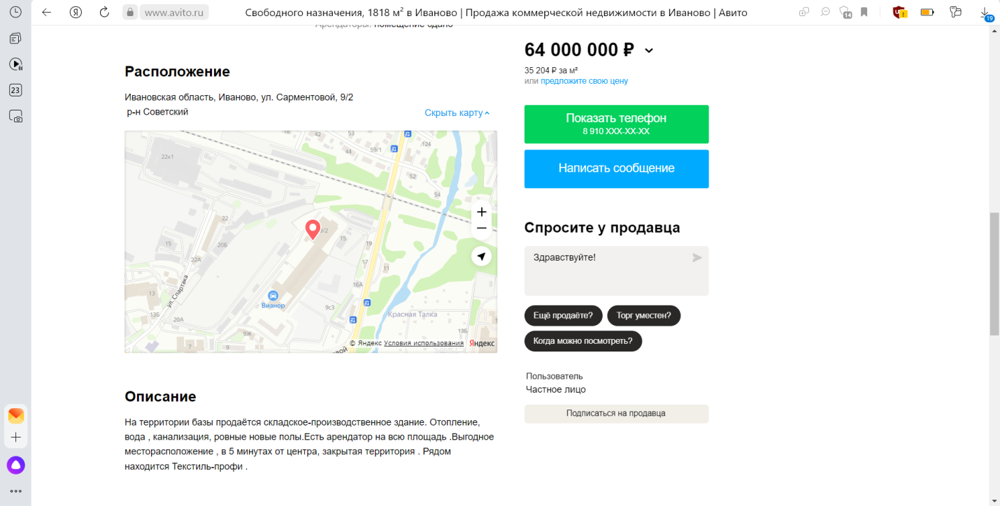 www.avito.ru
Свободного назначения, 1818 м² в Иваново | Продажа коммерческой недвижимости в Иваново | Авито
14
19
23
Арендаторы: помещение сдано
Расположение
Ивановская область, Иваново, ул. Сарментовой, 9/2
р-н Советский
Скрыть карту
42
53
124
22к1
59/1
44
52
54
22
9/2
15
15
20Б
19
22А
17
11
16А
ул. Спартака
13
Вианор
9с3
Красная Талка
13Б
20А
9Ж
13Б
7
9
© Яндекс Условия использования Яндекс
Описание
На территории базы продаётся складское-производственное здание. Отопление,
вода , канализация, ровные новые полы.Есть арендатор на всю площадь .Выгодное
месторасположение , в 5 минутах от центра, закрытая территория . Рядом
находится Текстиль-профи .
64 000 000 ₽
35 204 ₽ за м²
или предложите свою цену
Показать телефон
8 910 XXX-XX-XX
Написать сообщение
Спросите у продавца
Здравствуйте!
Ещё продаёте?
Торг уместен?
Когда можно посмотреть?
Пользователь
Частное лицо
Подписаться на продавца